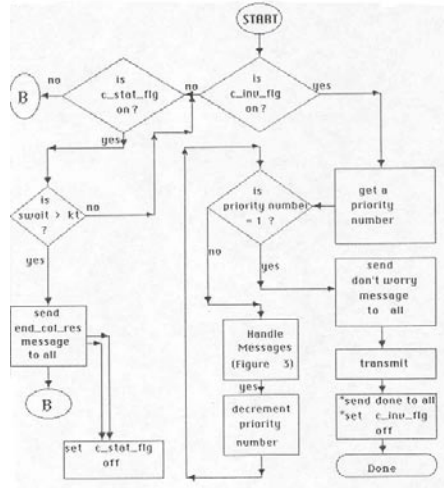 START
is
c_inv_flg
on ?
yes
no
is
c_stat_flg
on ?
no
B
yes
is
swait > kt
?
no
yes
send
end_col_res
message
to all
B
set c_stat_flg
off
get a
priority
number
is
priority number
= 1 ?
no
yes
send
don't worry
message
to all
transmit
*send done to all
*set c_inv_flg
off
Done
Handle
Messages
(Figure 3)
yes
decrement
priority
number